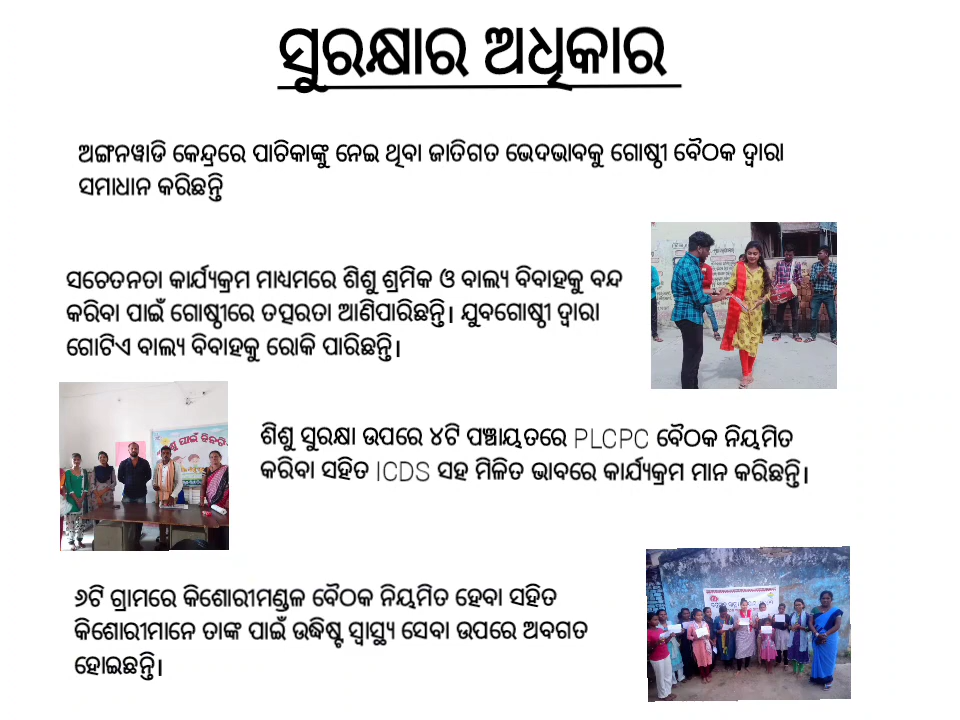 ସୁରକ୍ଷାର ଅଧିକାର
ଅଙ୍ଗନୱାଡି କେନ୍ଦ୍ରରେ ପାଚିକାଙ୍କୁ ନେଇ ଥିବା ଜାତିଗତ ଭେଦଭାବକୁ ଗୋଷ୍ଠୀ ବୈଠକ ଦ୍ୱାରା
ସମାଧାନ କରିଛନ୍ତି
ସଚେତନତା କାର୍ଯ୍ୟକ୍ରମ ମାଧ୍ୟମରେ ଶିଶୁ ଶ୍ରମିକ ଓ ବାଲ୍ୟ ବିବାହକୁ ବନ୍ଦ
କରିବା ପାଇଁ ଗୋଷ୍ଠୀରେ ତତ୍ପରତା ଆଣିପାରିଛନ୍ତି। ଯୁବଗୋଷ୍ଠୀ ଦ୍ୱାରା
ଗୋଟିଏ ବାଲ୍ୟ ବିବାହକୁ ରୋକି ପାରିଛନ୍ତି।
ଶିଶୁ ସୁରକ୍ଷା ଉପରେ ୪ଟି ପଞ୍ଚାୟତରେ PLCPC ବୈଠକ ନିୟମିତ
କରିବା ସହିତ ICDS ସହ ମିଳିତ ଭାବରେ କାର୍ଯ୍ୟକ୍ରମ ମାନ କରିଛନ୍ତି।
୬ଟି ଗ୍ରାମରେ କିଶୋରୀମଣ୍ଡଳ ବୈଠକ ନିୟମିତ ହେବା ସହିତ
କିଶୋରୀମାନେ ତାଙ୍କ ପାଇଁ ଉଦ୍ଧିଷ୍ଟ ସ୍ୱାସ୍ଥ୍ୟ ସେବା ଉପରେ ଅବଗତ
ହୋଇଛନ୍ତି।